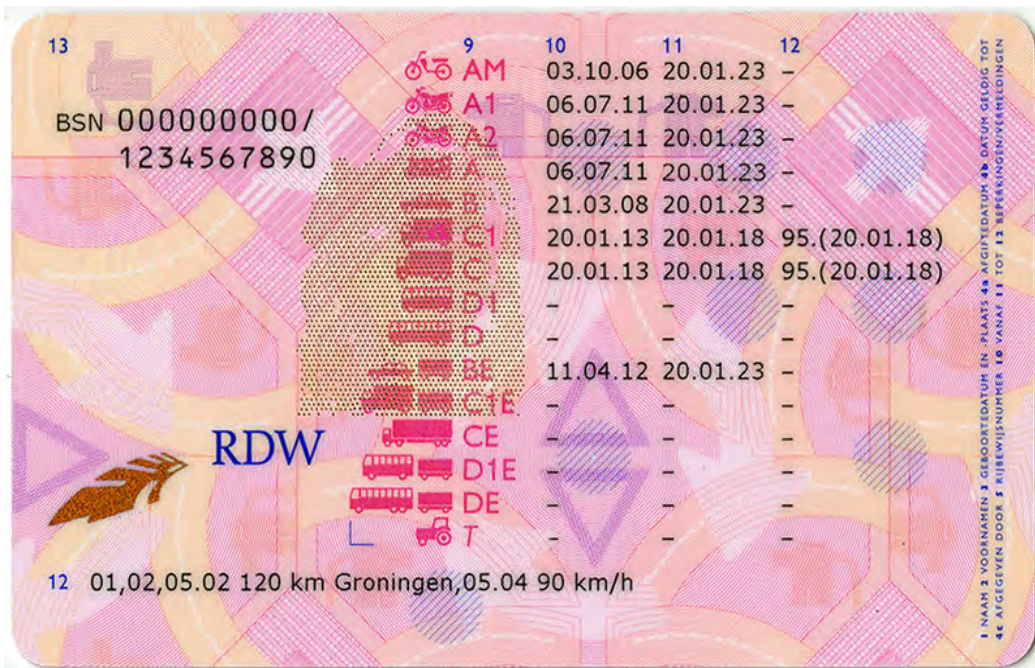 13
9 10 11 12
AM 03.10.06 20.01.23 –
A1 06.07.11 20.01.23 –
A2 06.07.11 20.01.23 –
A 06.07.11 20.01.23 –
B 21.03.08 20.01.23 –
C1 20.01.13 20.01.18 95.(20.01.18)
C 20.01.13 20.01.18 95.(20.01.18)
D1 – – –
D – – –
BE 11.04.12 20.01.23 –
C1E – – –
CE – – –
D1E – – –
DE – – –
T – – –
BSN 000000000/
1234567890
RDW
12 01,02,05.02 120 km Groningen,05.04 90 km/h
1 NAAM 2 VOORNAMEN 3 GEBOORTEDATUM EN -PLAATS 4a AFGIFTEDATUM 4b DATUM GELDIG TOT
4c AFGEGEVEN DOOR 5 RIJBEWIJSNUMMER 10 VANAF 11 TOT 12 BEPERKINGEN/VERMELDINGEN